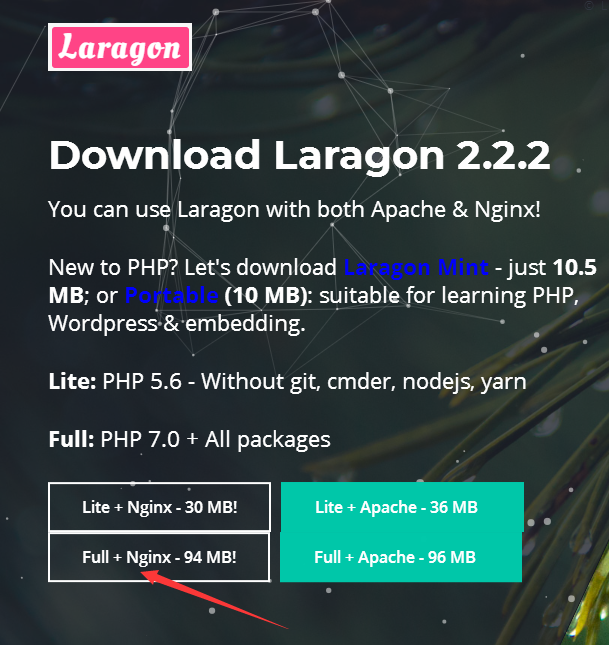 Laragon
Download Laragon 2.2.2
You can use Laragon with both Apache & Nginx!
New to PHP? Let's download Laragon Mint - just 10.5
MB; or Portable (10 MB): suitable for learning PHP,
Wordpress & embedding.
Lite: PHP 5.6 - Without git, cmder, nodejs, yarn
Full: PHP 7.0 + All packages
Lite + Nginx - 30 MB!
Lite + Apache - 36 MB
Full + Nginx - 94 MB!
Full + Apache - 96 MB